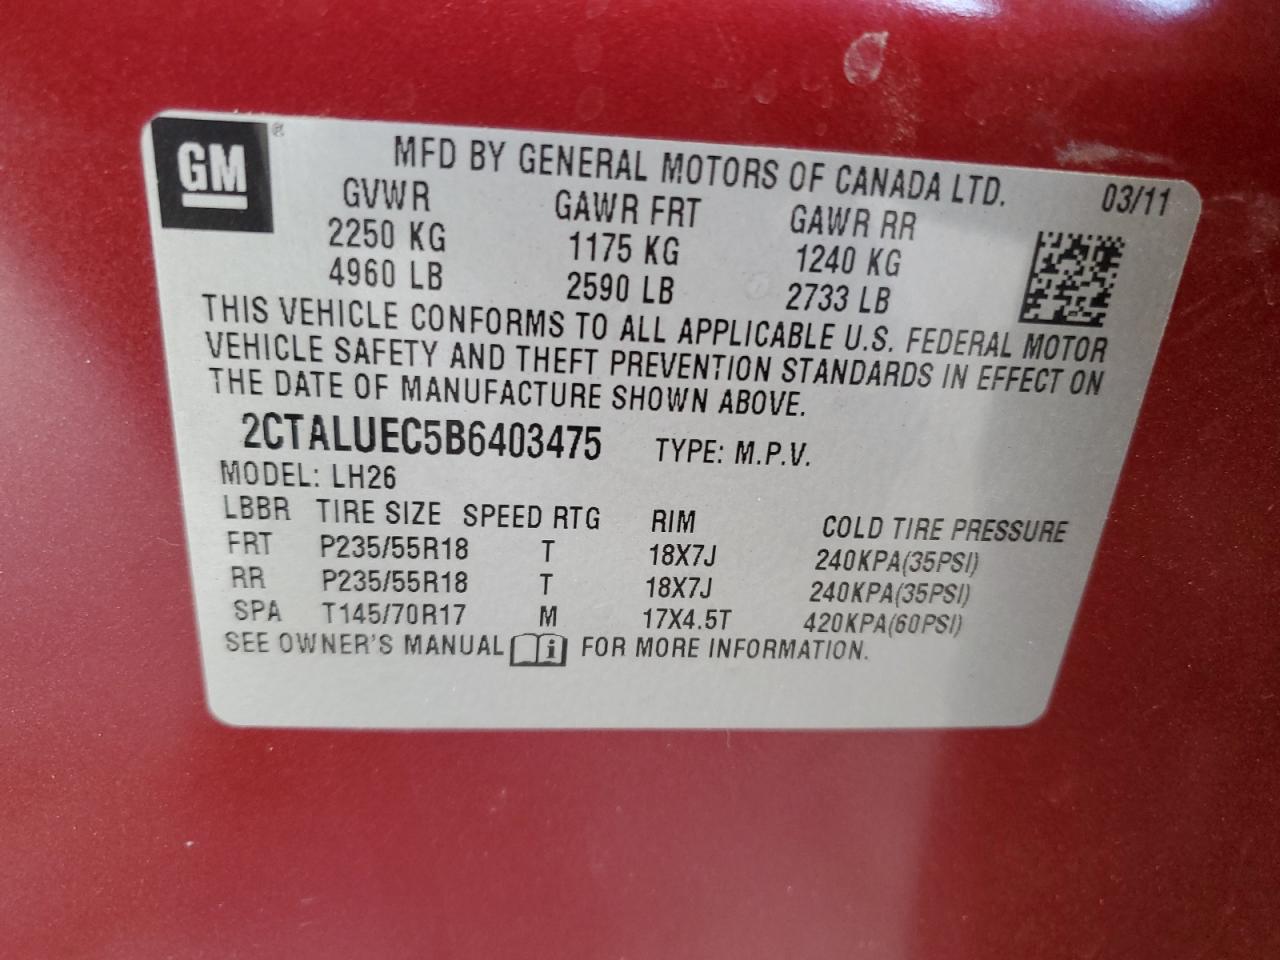 GM ®
MFD BY GENERAL MOTORS OF CANADA LTD. 03/11
GVWR GAWR FRT GAWR RR
2250 KG 1175 KG 1240 KG
4960 LB 2590 LB 2733 LB
THIS VEHICLE CONFORMS TO ALL APPLICABLE U.S. FEDERAL MOTOR
VEHICLE SAFETY AND THEFT PREVENTION STANDARDS IN EFFECT ON
THE DATE OF MANUFACTURE SHOWN ABOVE.
2CTALUEC5B6403475 TYPE: M.P.V.
MODEL: LH26
LBBR TIRE SIZE SPEED RTG RIM COLD TIRE PRESSURE
FRT P235/55R18 T 18X7J 240KPA(35PSI)
RR P235/55R18 T 18X7J 240KPA(35PSI)
SPA T145/70R17 M 17X4.5T 420KPA(60PSI)
SEE OWNER'S MANUAL i FOR MORE INFORMATION.